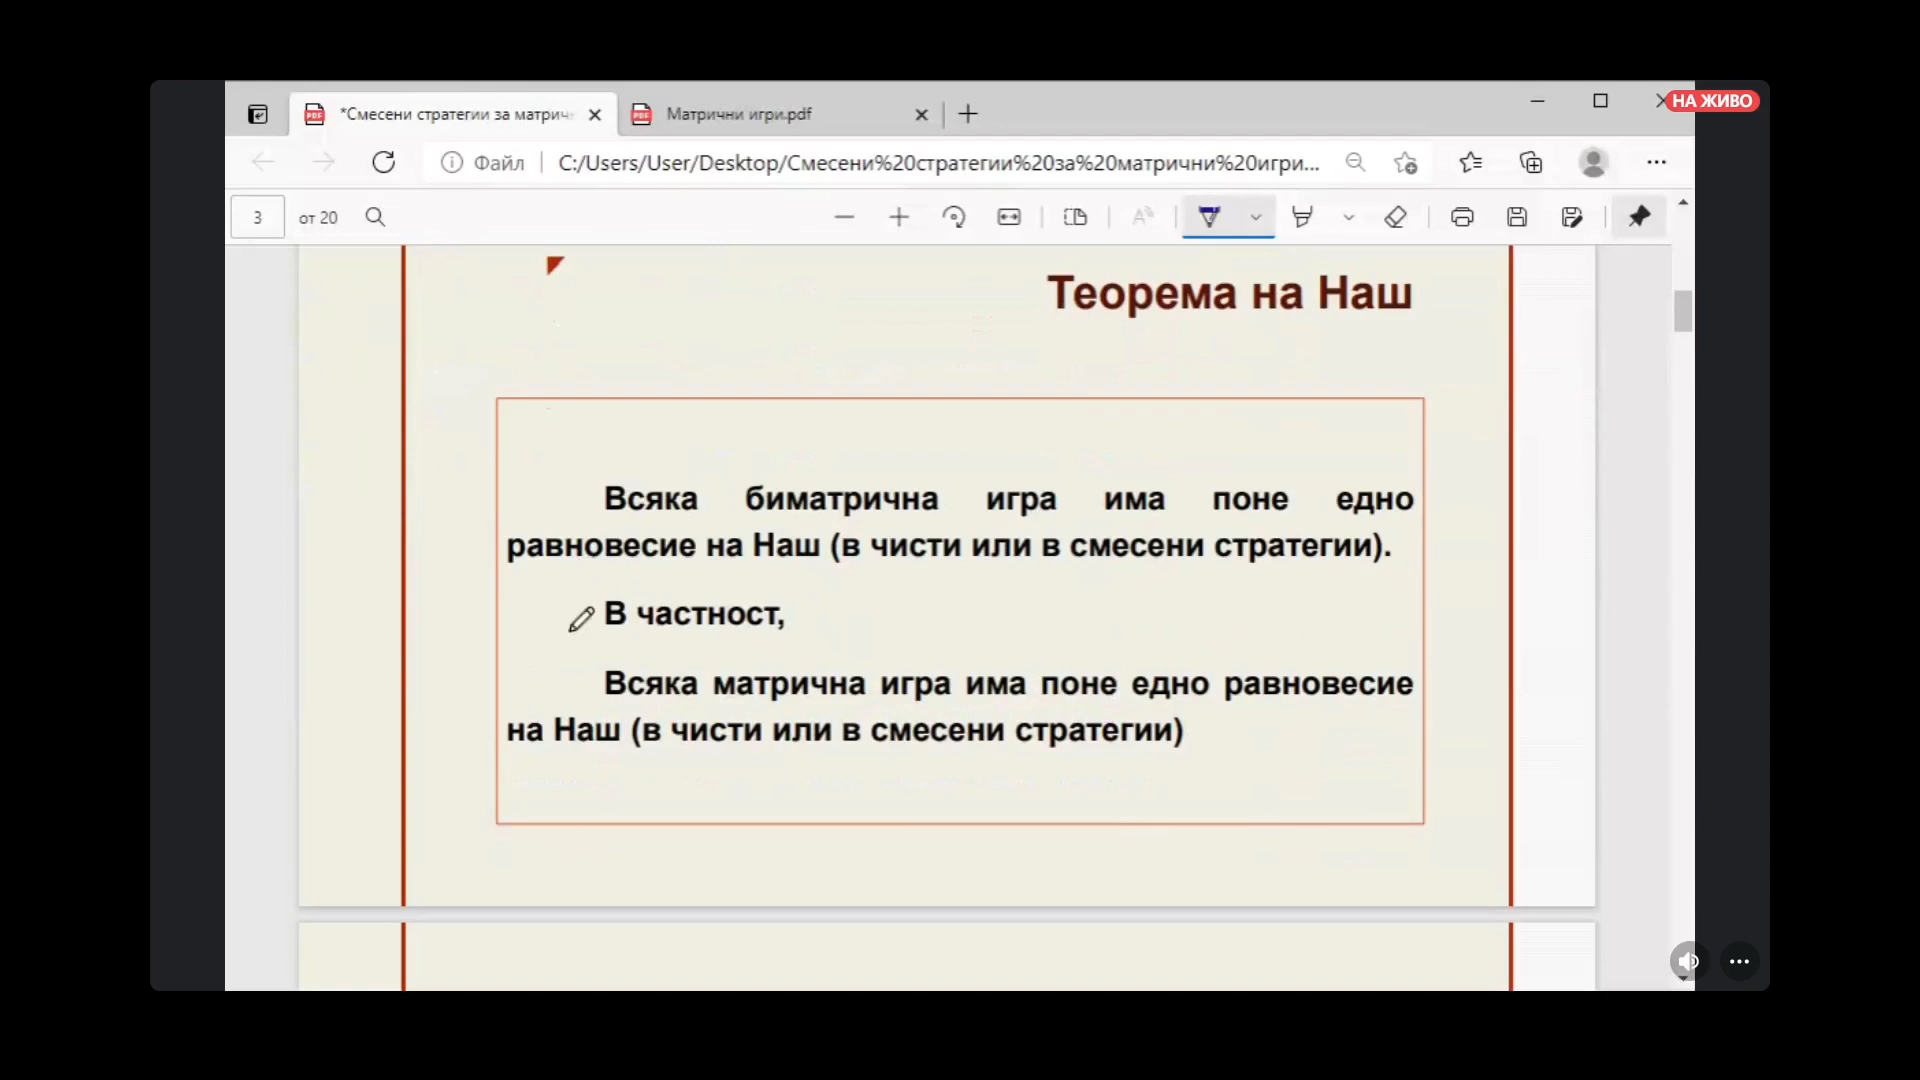 *Смесени стратегии за матрич
Матрични игри.pdf
НА ЖИВО
Файл
C:/Users/User/Desktop/Смесени%20стратегии%20за%20матрични%20игри...
3
от 20
Теорема на Наш
Всяка биматрична игра има поне едно
равновесие на Наш (в чисти или в смесени стратегии).
В частност,
Всяка матрична игра има поне едно равновесие
на Наш (в чисти или в смесени стратегии)